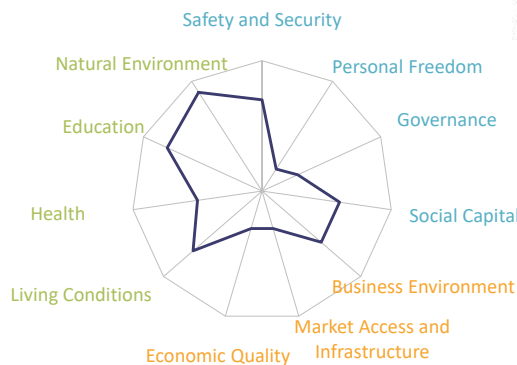 Safety and Security
Natural Environment
Personal Freedom
Education
Governance
Health
Social Capital
Living Conditions
Business Environment
Market Access and
Infrastructure
Economic Quality